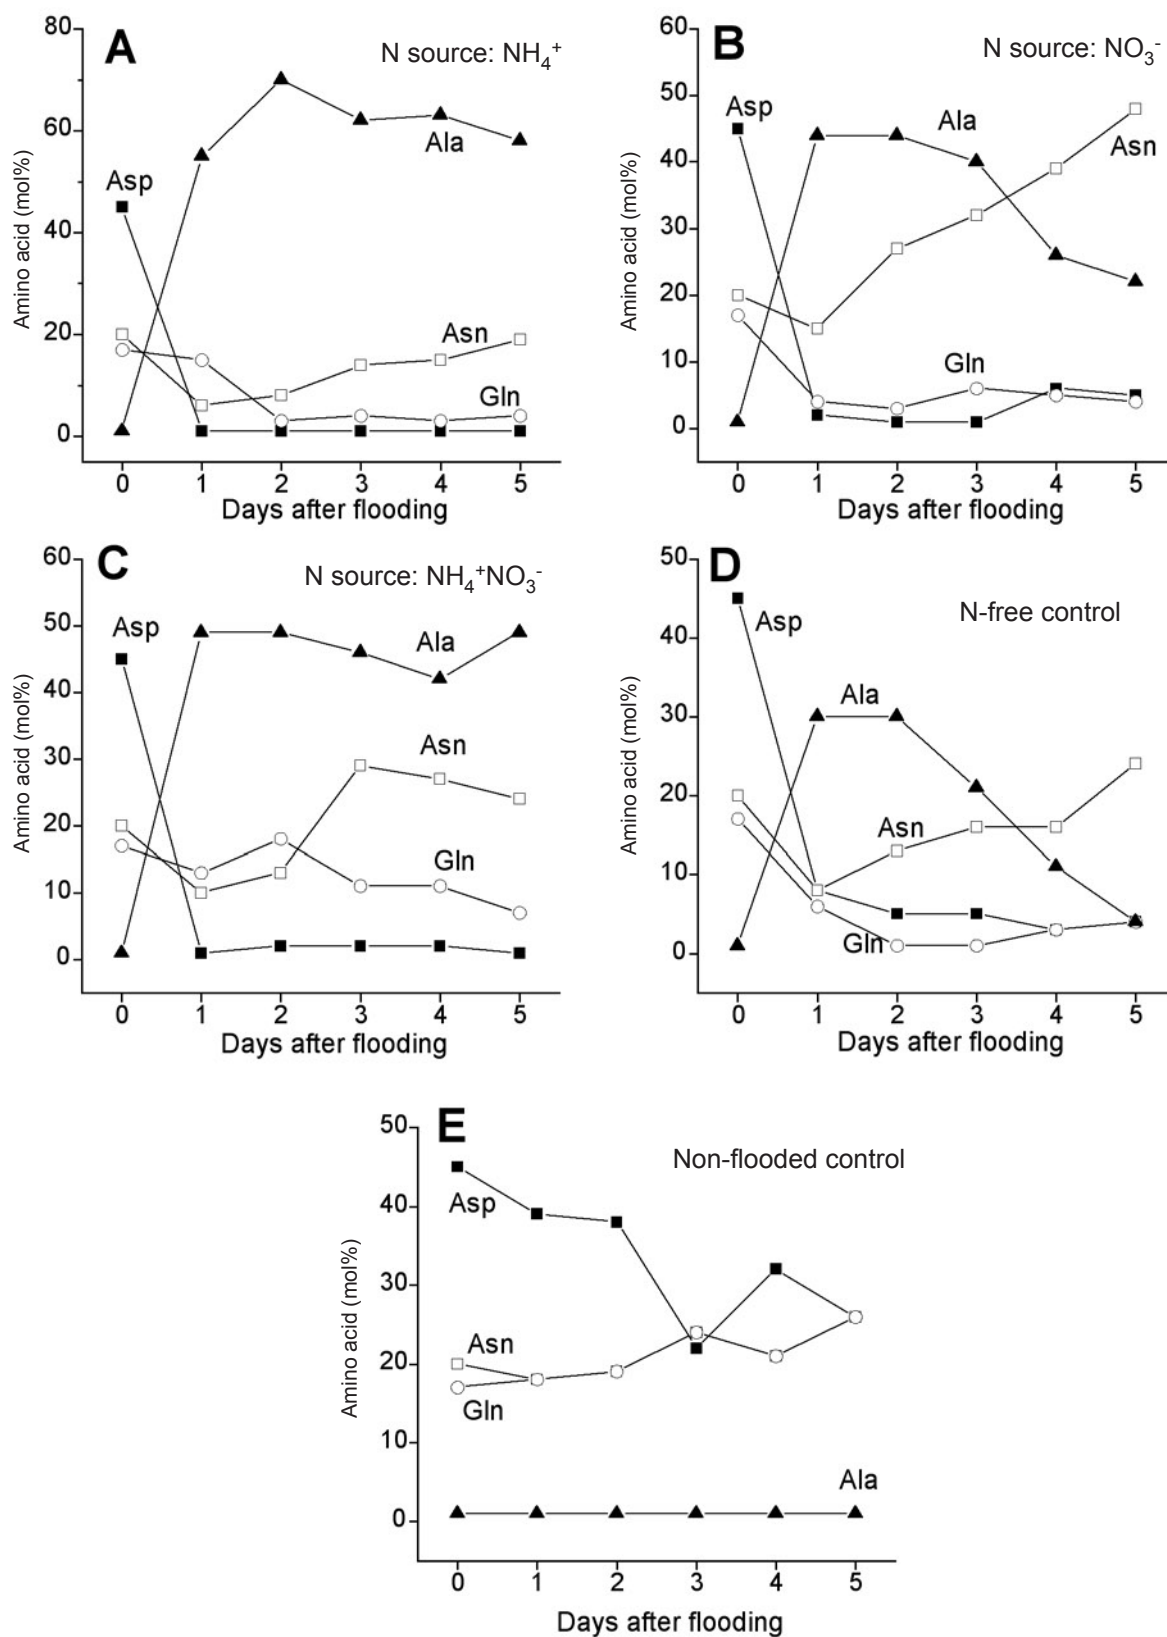 A
N source: NH₄⁺
80
60
40
20
0
Amino acid (mol%)
Asp
Ala
Asn
Gln
0 1 2 3 4 5
Days after flooding
B
N source: NO₃⁻
60
50
40
30
20
10
0
Amino acid (mol%)
Asp
Ala
Asn
Gln
0 1 2 3 4 5
Days after flooding
C
N source: NH₄⁺NO₃⁻
60
50
40
30
20
10
0
Amino acid (mol%)
Asp
Ala
Asn
Gln
0 1 2 3 4 5
Days after flooding
D
N-free control
50
40
30
20
10
0
Amino acid (mol%)
Asp
Ala
Asn
Gln
0 1 2 3 4 5
Days after flooding
E
Non-flooded control
50
40
30
20
10
0
Amino acid (mol%)
Asp
Asn
Gln
Ala
0 1 2 3 4 5
Days after flooding